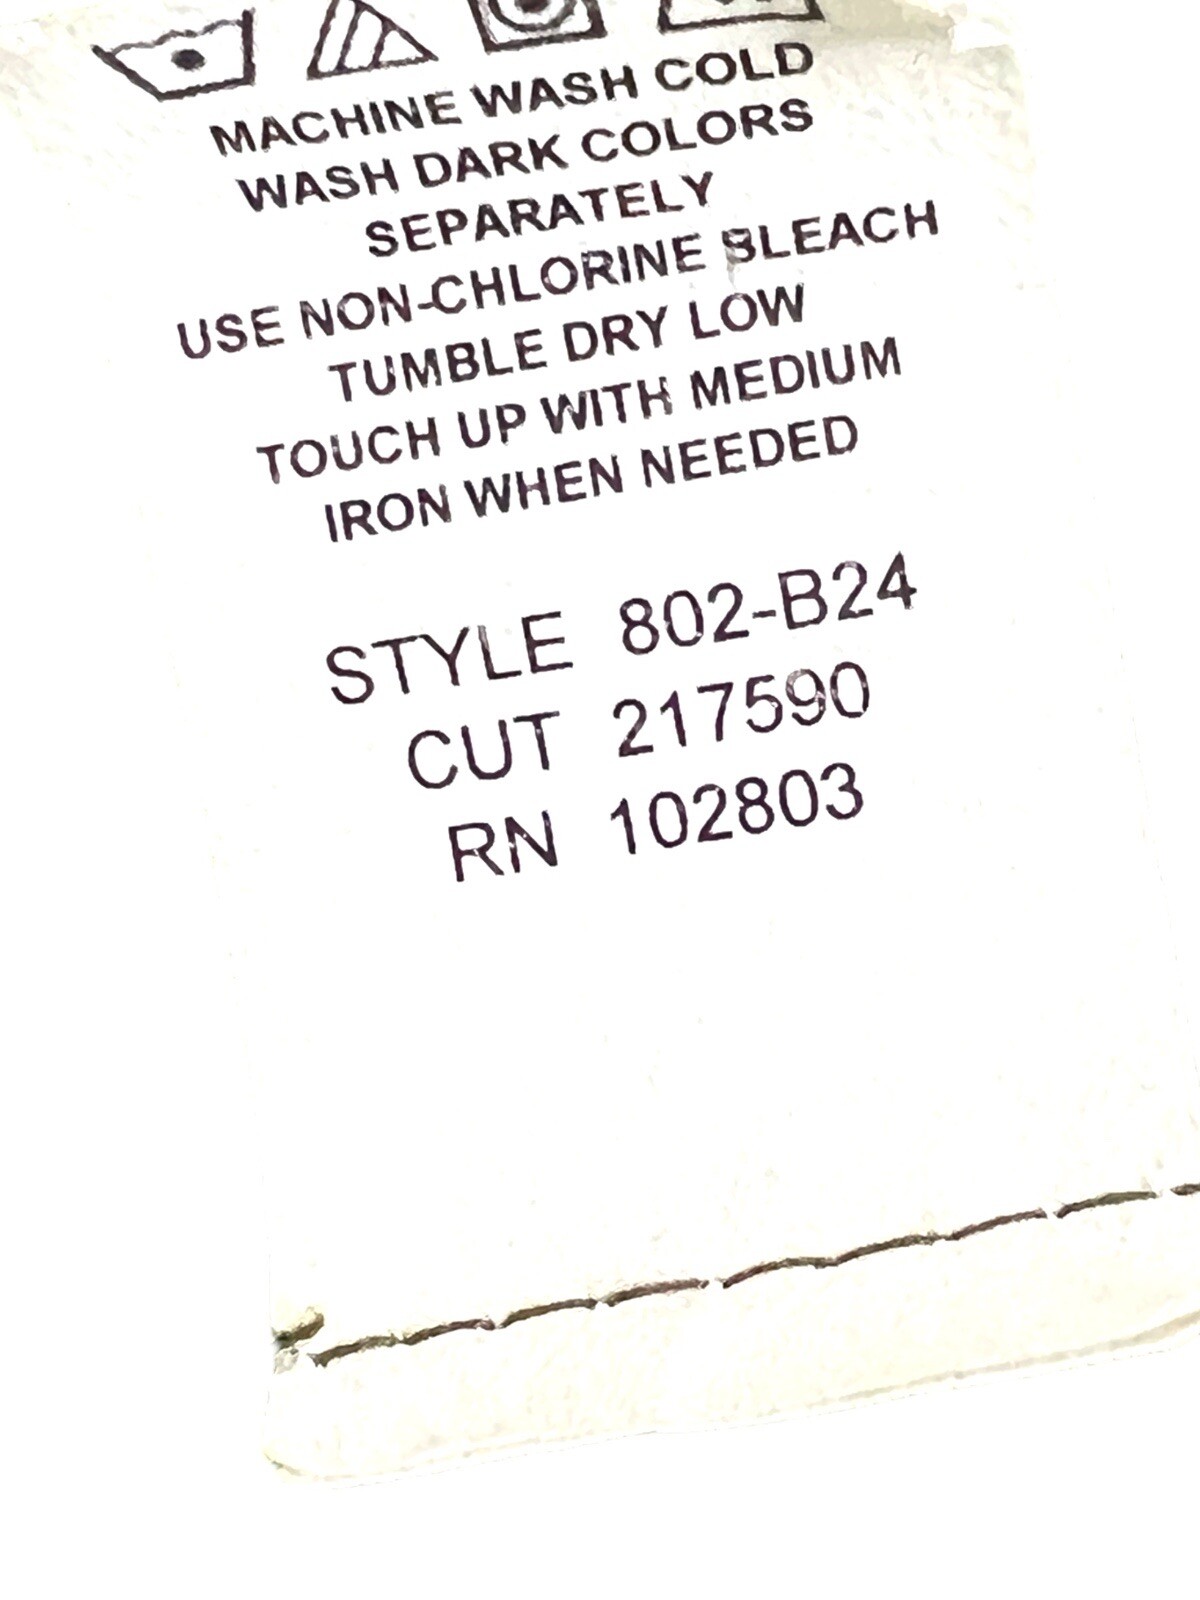 MACHINE WASH COLD
WASH DARK COLORS
SEPARATELY
USE NON-CHLORINE BLEACH
TUMBLE DRY LOW
TOUCH UP WITH MEDIUM
IRON WHEN NEEDED
STYLE 802-B24
CUT 217590
RN 102803